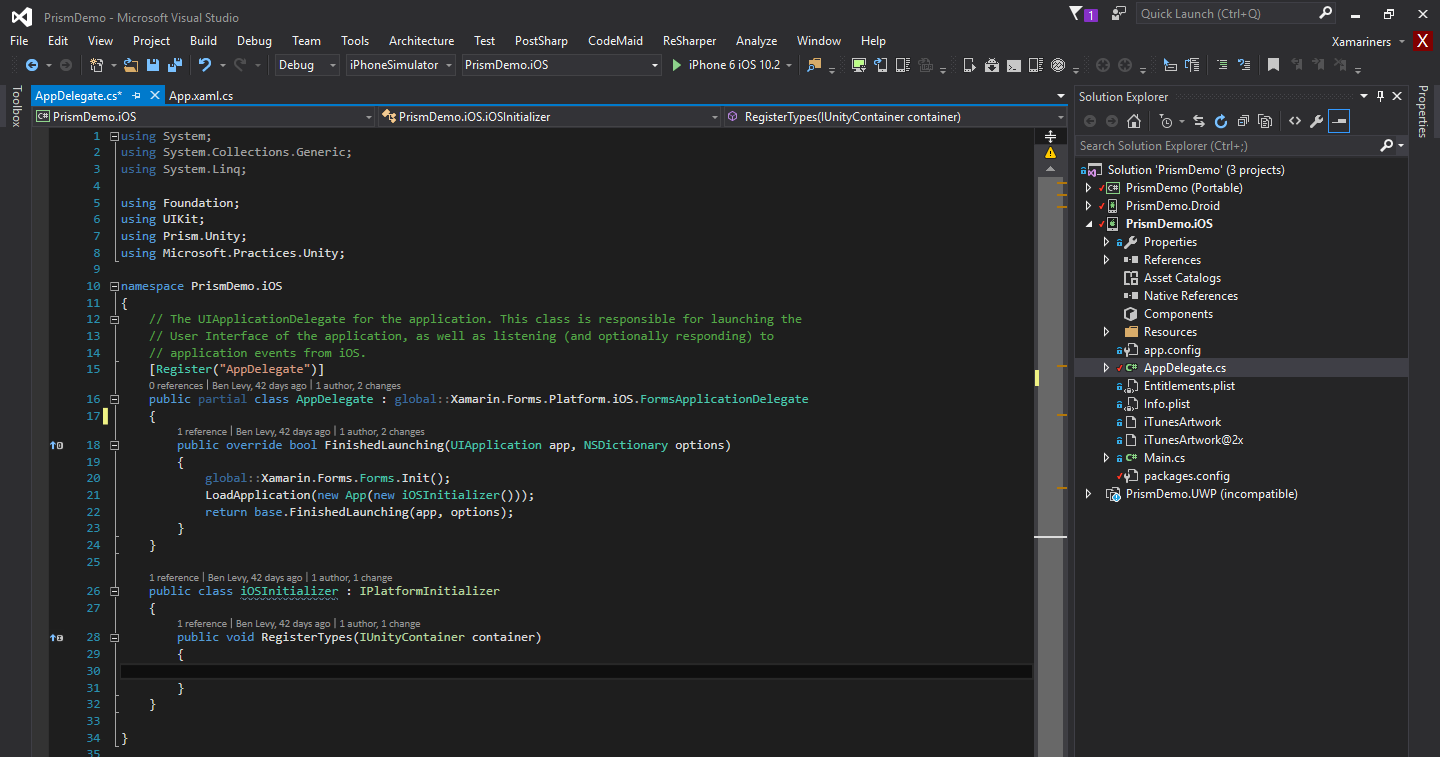 PrismDemo - Microsoft Visual Studio
1
Quick Launch (Ctrl+Q)
File Edit View Project Build Debug Team Tools Architecture Test PostSharp CodeMaid ReSharper Analyze Window Help
Xamariners X
Debug iPhoneSimulator PrismDemo.iOS iPhone 6 iOS 10.2
Toolbox
AppDelegate.cs* App.xaml.cs
PrismDemo.iOS PrismDemo.iOS.iOSInitializer RegisterTypes(IUnityContainer container)
1 using System;
2 using System.Collections.Generic;
3 using System.Linq;
4
5 using Foundation;
6 using UIKit;
7 using Prism.Unity;
8 using Microsoft.Practices.Unity;
9
10 namespace PrismDemo.iOS
11 {
12 // The UIApplicationDelegate for the application. This class is responsible for launching the
13 // User Interface of the application, as well as listening (and optionally responding) to
14 // application events from iOS.
15 [Register("AppDelegate")]
0 references | Ben Levy, 42 days ago | 1 author, 2 changes
16 public partial class AppDelegate : global::Xamarin.Forms.Platform.iOS.FormsApplicationDelegate
17 {
1 reference | Ben Levy, 42 days ago | 1 author, 2 changes
18 public override bool FinishedLaunching(UIApplication app, NSDictionary options)
19 {
20 global::Xamarin.Forms.Forms.Init();
21 LoadApplication(new App(new iOSInitializer()));
22 return base.FinishedLaunching(app, options);
23 }
24 }
25
1 reference | Ben Levy, 42 days ago | 1 author, 1 change
26 public class iOSInitializer : IPlatformInitializer
27 {
1 reference | Ben Levy, 42 days ago | 1 author, 1 change
28 public void RegisterTypes(IUnityContainer container)
29 {
30
31 }
32 }
33
34 }
35
Solution Explorer
Search Solution Explorer (Ctrl+;)
Solution 'PrismDemo' (3 projects)
C# PrismDemo (Portable)
PrismDemo.Droid
PrismDemo.iOS
Properties
References
Asset Catalogs
Native References
Components
Resources
app.config
C# AppDelegate.cs
Entitlements.plist
Info.plist
iTunesArtwork
iTunesArtwork@2x
C# Main.cs
packages.config
PrismDemo.UWP (incompatible)
Properties